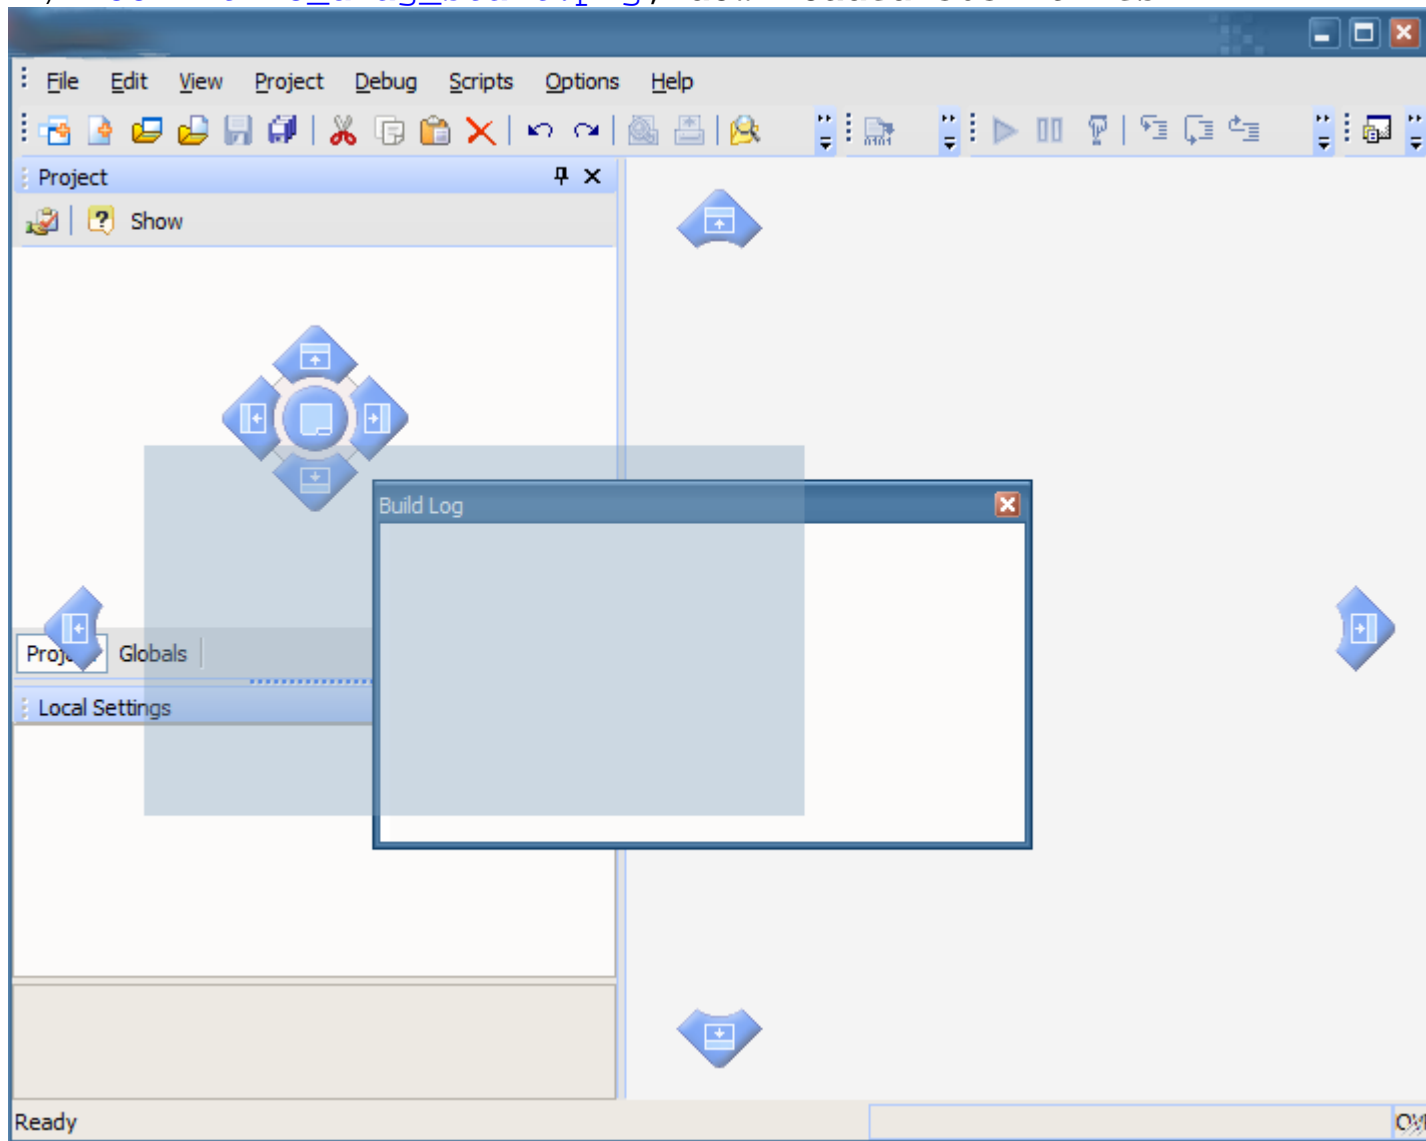 File Edit View Project Debug Scripts Options Help
Project
Show
Build Log
Globals
Local Settings
Ready